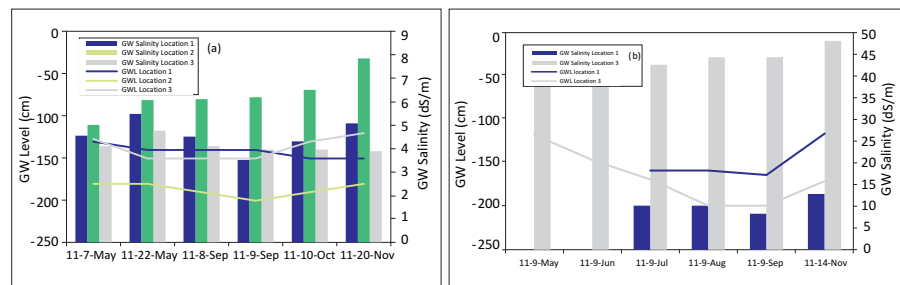 GW Salinity Location 1
GW Salinity Location 2
GW Salinity Location 3
GWL Location 1
GWL Location 2
GWL Location 3
(a)
GW Level (cm)
0
-50
-100
-150
-200
-250
GW Salinity (dS/m)
9
8
7
6
5
4
3
2
1
0
11-7-May 11-22-May 11-8-Sep 11-9-Sep 11-10-Oct 11-20-Nov
GW Salinity Location 1
GW Salinity Location 3
GWL location 1
GWL Location 3
(b)
GW Level (cm)
0
-50
-100
-150
-200
-250
GW Salinity (dS/m)
50
45
40
35
30
25
20
15
10
5
0
11-9-May 11-9-Jun 11-9-Jul 11-9-Aug 11-9-Sep 11-14-Nov